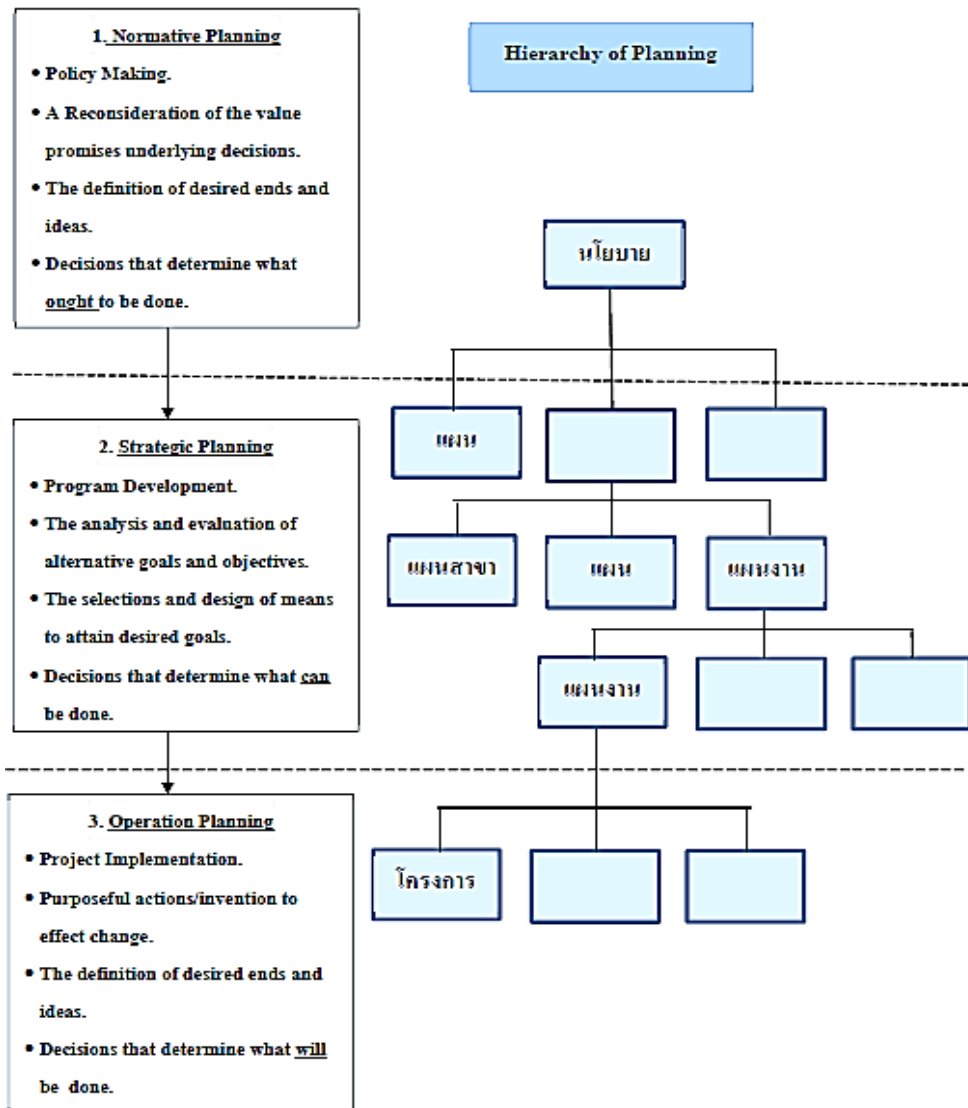 1. Normative Planning
• Policy Making.
• A Reconsideration of the value
promises underlying decisions.
• The definition of desired ends and
ideas.
• Decisions that determine what
ought to be done.
Hierarchy of Planning
นโยบาย
2. Strategic Planning
• Program Development.
• The analysis and evaluation of
alternative goals and objectives.
• The selections and design of means
to attain desired goals.
• Decisions that determine what can
be done.
แผน
แผนสาขา
แผน
แผนงาน
แผนงาน
3. Operation Planning
• Project Implementation.
• Purposeful actions/invention to
effect change.
• The definition of desired ends and
ideas.
• Decisions that determine what will
be done.
โครงการ